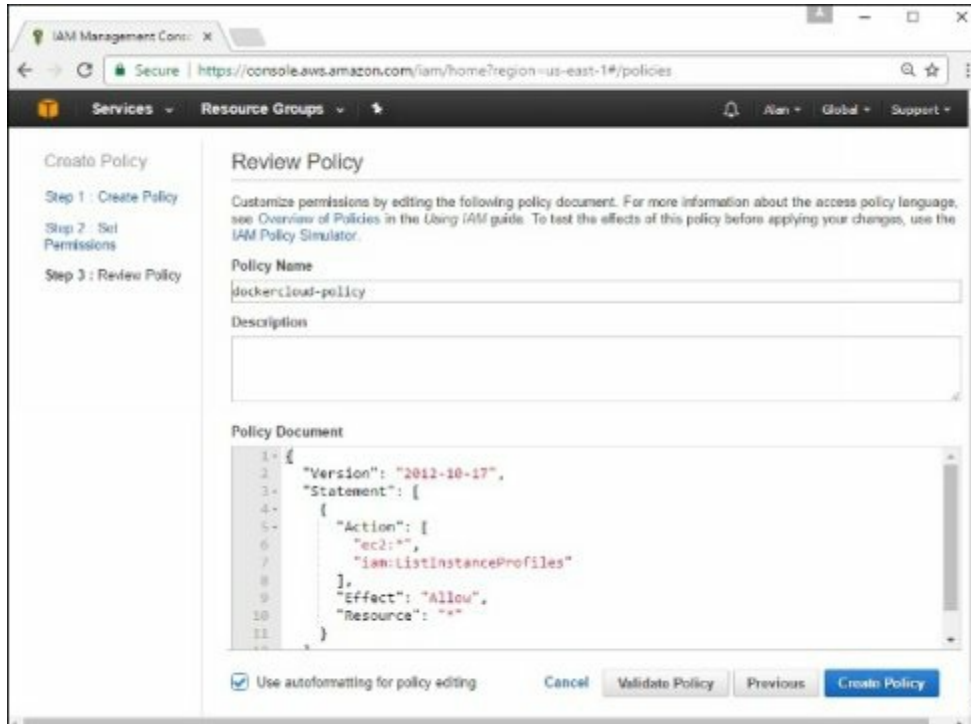 IAM Management Cons
Secure https://console.aws.amazon.com/iam/home?region=us-east-1#/policies
Services Resource Groups Alan Global Support
Create Policy
Step 1 : Create Policy
Step 2 : Set
Permissions
Step 3 : Review Policy
Review Policy
Customize permissions by editing the following policy document. For more information about the access policy language,
see Overview of Policies in the Using IAM guide. To test the effects of this policy before applying your changes, use the
IAM Policy Simulator.
Policy Name
dockercloud-policy
Description
Policy Document
1 {
2 "Version": "2012-10-17",
3 "Statement": [
4 {
5 "Action": [
6 "ec2:*",
7 "iam:ListInstanceProfiles"
8 ],
9 "Effect": "Allow",
10 "Resource": "*"
11 }
Use autoformatting for policy editing Cancel Validate Policy Previous Create Policy